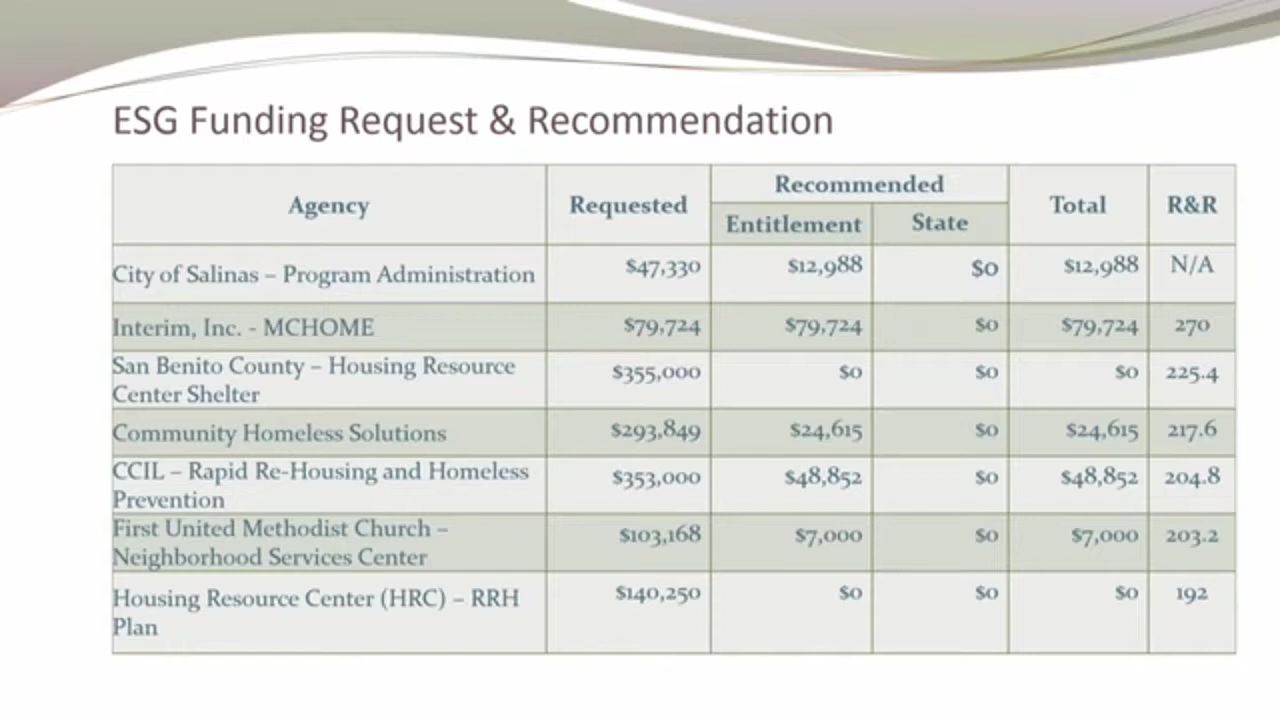 ESG Funding Request & Recommendation
Agency Requested Recommended Total R&R
Entitlement State
City of Salinas – Program Administration $47,330 $12,988 $0 $12,988 N/A
Interim, Inc. - MCHOME $79,724 $79,724 $0 $79,724 270
San Benito County – Housing Resource
Center Shelter $355,000 $0 $0 $0 225.4
Community Homeless Solutions $293,849 $24,615 $0 $24,615 217.6
CCIL – Rapid Re-Housing and Homeless
Prevention $353,000 $48,852 $0 $48,852 204.8
First United Methodist Church –
Neighborhood Services Center $103,168 $7,000 $0 $7,000 203.2
Housing Resource Center (HRC) – RRH
Plan $140,250 $0 $0 $0 192